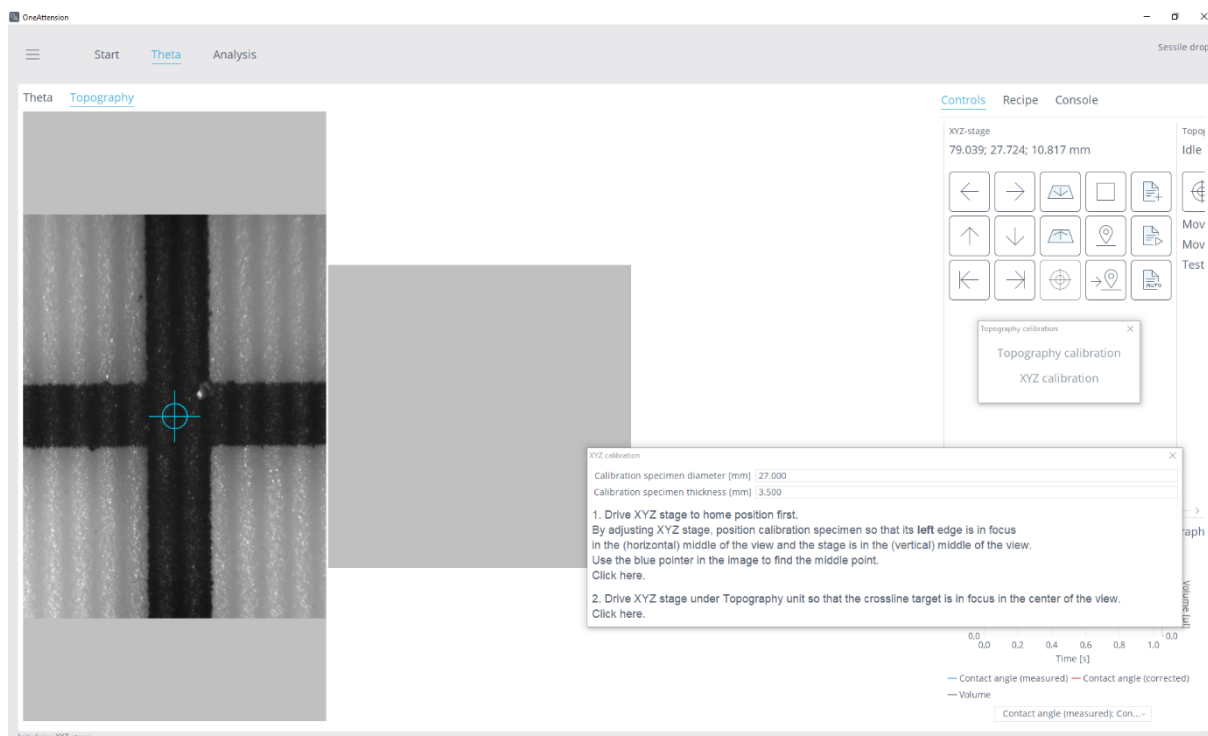 OneAttension
Start Theta Analysis
Sessile drop
Theta Topography
Controls Recipe Console
XYZ-stage
79.039; 27.724; 10.817 mm
Idle
AUTO
Mov
Mov
Test
Topography calibration
Topography calibration
XYZ calibration
XYZ calibration
Calibration specimen diameter [mm] 27.000
Calibration specimen thickness [mm] 3.500
1. Drive XYZ stage to home position first.
By adjusting XYZ stage, position calibration specimen so that its left edge is in focus
in the (horizontal) middle of the view and the stage is in the (vertical) middle of the view.
Use the blue pointer in the image to find the middle point.
Click here.
2. Drive XYZ stage under Topography unit so that the crossline target is in focus in the center of the view.
Click here.
raph
Volume [µl]
0.0 0.0
0.0 0.2 0.4 0.6 0.8 1.0
Time [s]
Contact angle (measured) Contact angle (corrected)
Volume
Contact angle (measured); Con...